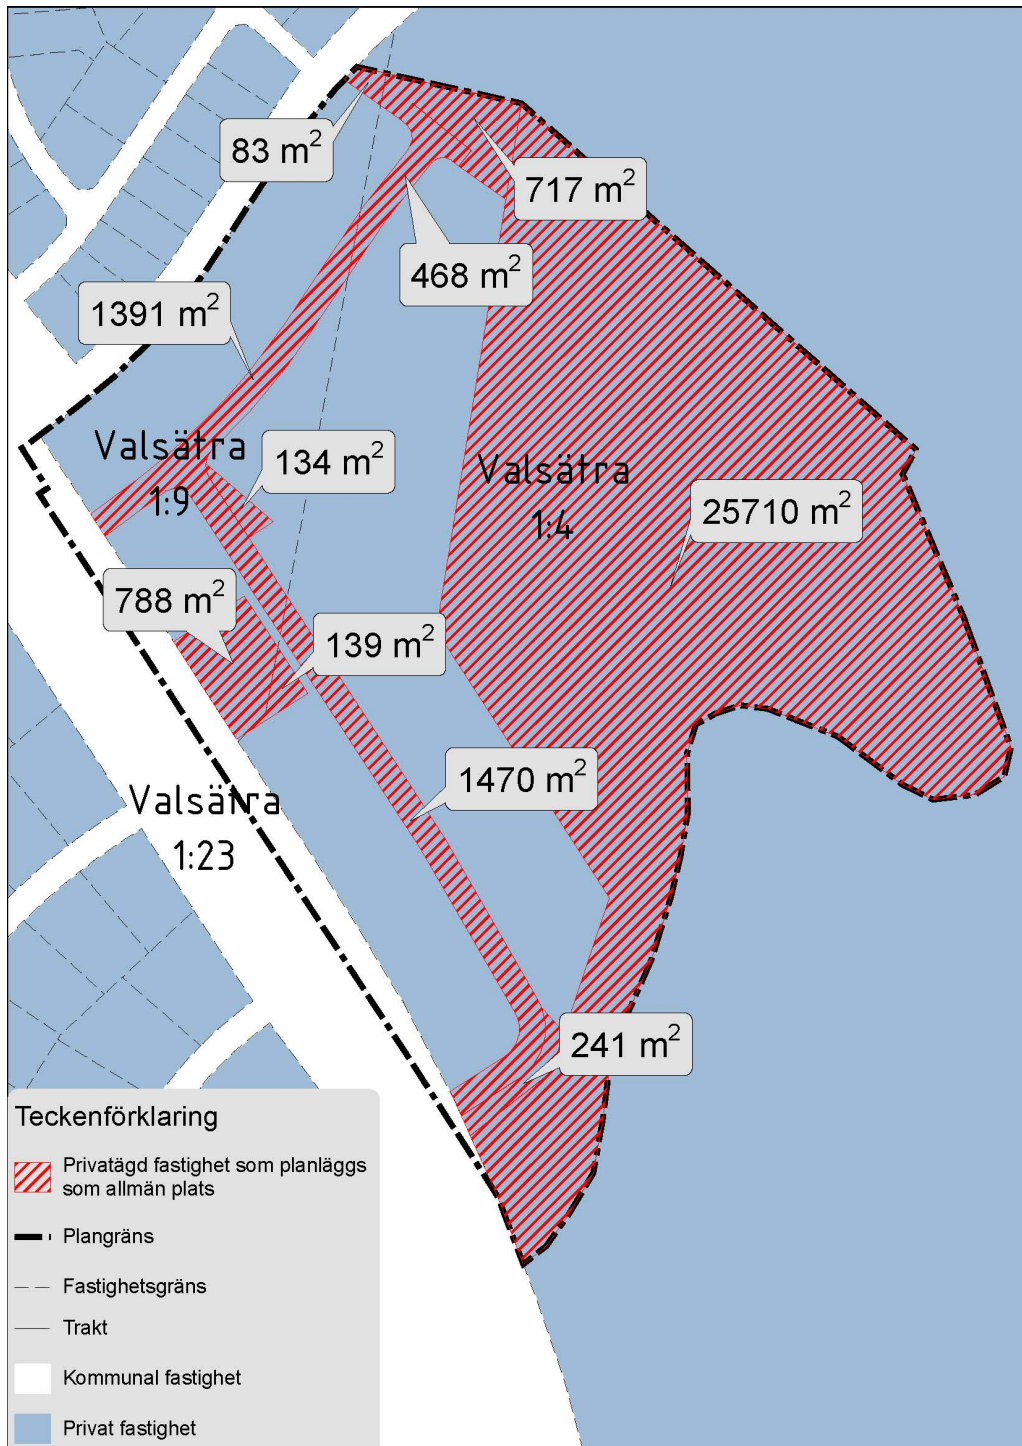 83 m²
717 m²
468 m²
1391 m²
Valsätra
1:9
134 m²
Valsätra
1:4
25710 m²
788 m²
139 m²
1470 m²
Valsätra
1:23
241 m²
Teckenförklaring
Privatägd fastighet som planläggs
som allmän plats
Plangräns
Fastighetsgräns
Trakt
Kommunal fastighet
Privat fastighet